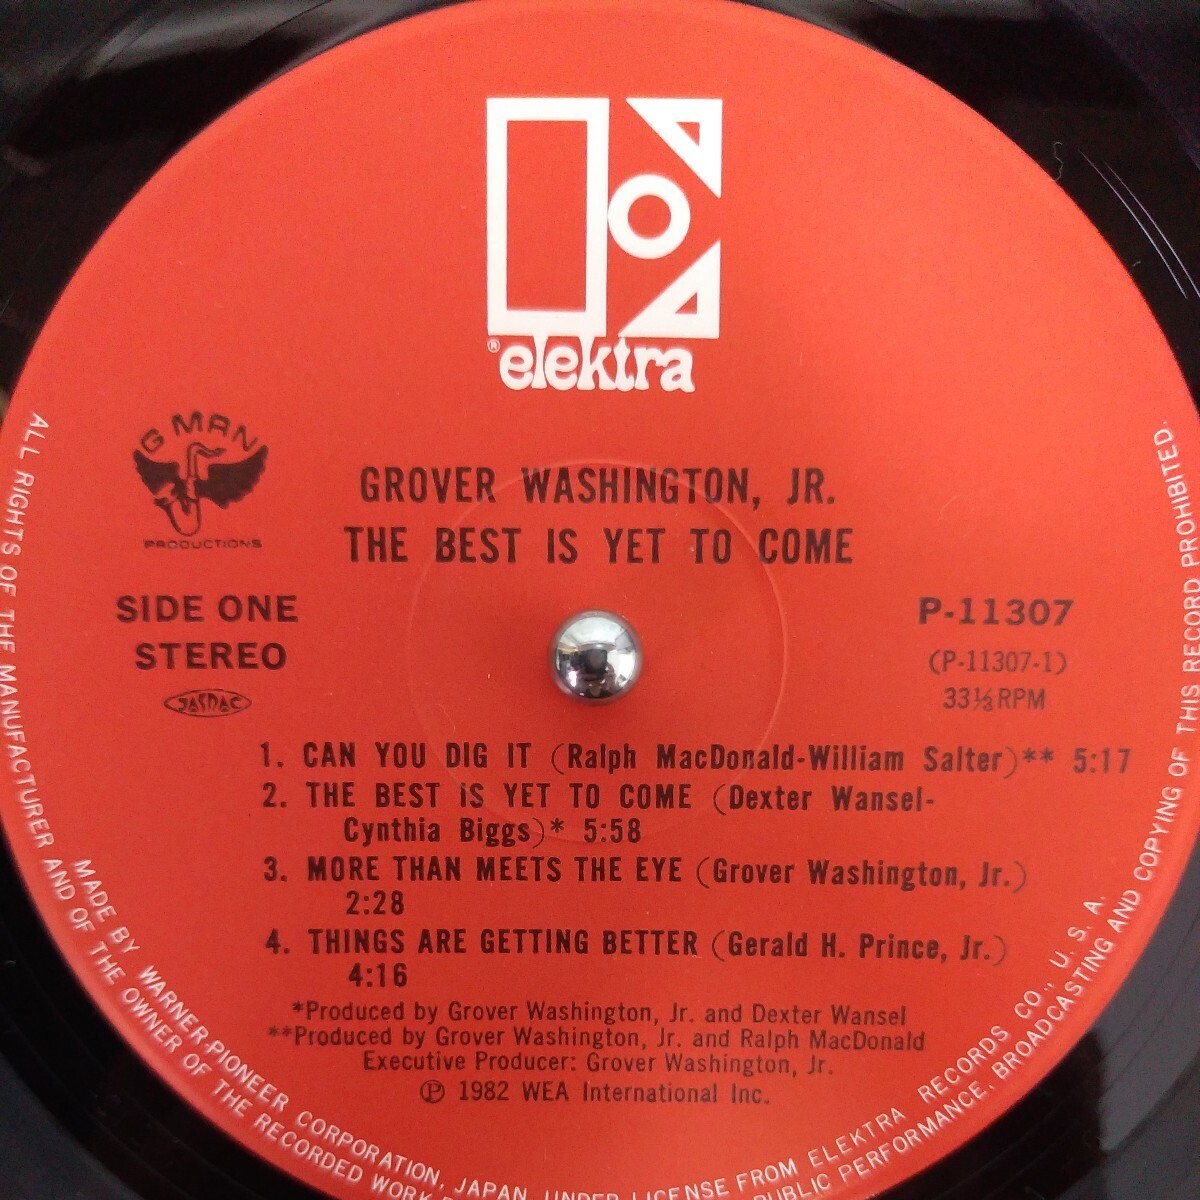 ® elektra
G MAN
PRODUCTIONS
GROVER WASHINGTON, JR.
THE BEST IS YET TO COME
SIDE ONE
STEREO
JASRAC
P-11307
(P-11307-1)
33⅓ RPM
1. CAN YOU DIG IT (Ralph MacDonald-William Salter)** 5:17
2. THE BEST IS YET TO COME (Dexter Wansel-
Cynthia Biggs)* 5:58
3. MORE THAN MEETS THE EYE (Grover Washington, Jr.)
2:28
4. THINGS ARE GETTING BETTER (Gerald H. Prince, Jr.)
4:16
*Produced by Grover Washington, Jr. and Dexter Wansel
**Produced by Grover Washington, Jr. and Ralph MacDonald
Executive Producer: Grover Washington, Jr.
Ⓟ 1982 WEA International Inc.
ALL RIGHTS OF THE MANUFACTURER AND OF THE OWNER OF THE RECORDED WORK
PUBLIC PERFORMANCE, BROADCASTING AND COPYING OF THIS RECORD PROHIBITED.
MADE BY WARNER-PIONEER CORPORATION, JAPAN, UNDER LICENSE FROM ELEKTRA RECORDS CO., U. S. A.